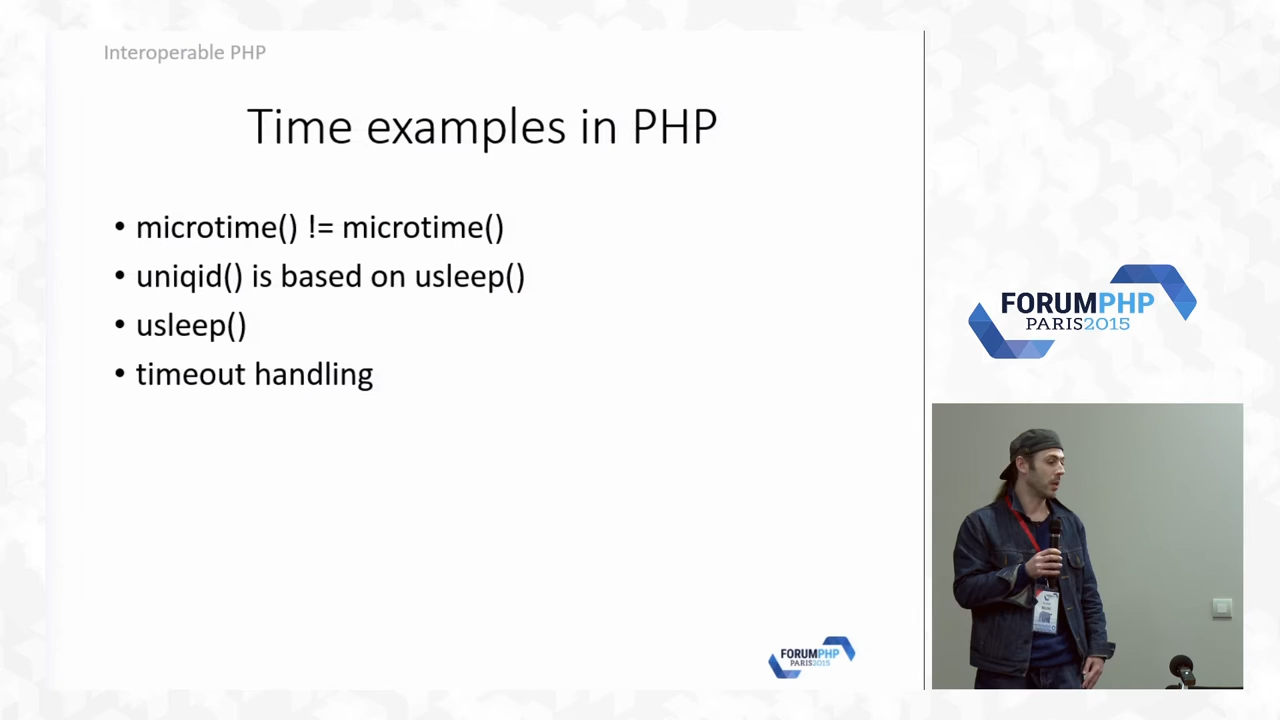 Interoperable PHP
Time examples in PHP
• microtime() != microtime()
• uniqid() is based on usleep()
• usleep()
• timeout handling
FORUMPHP
PARIS2015
FORUMPHP
PARIS2015